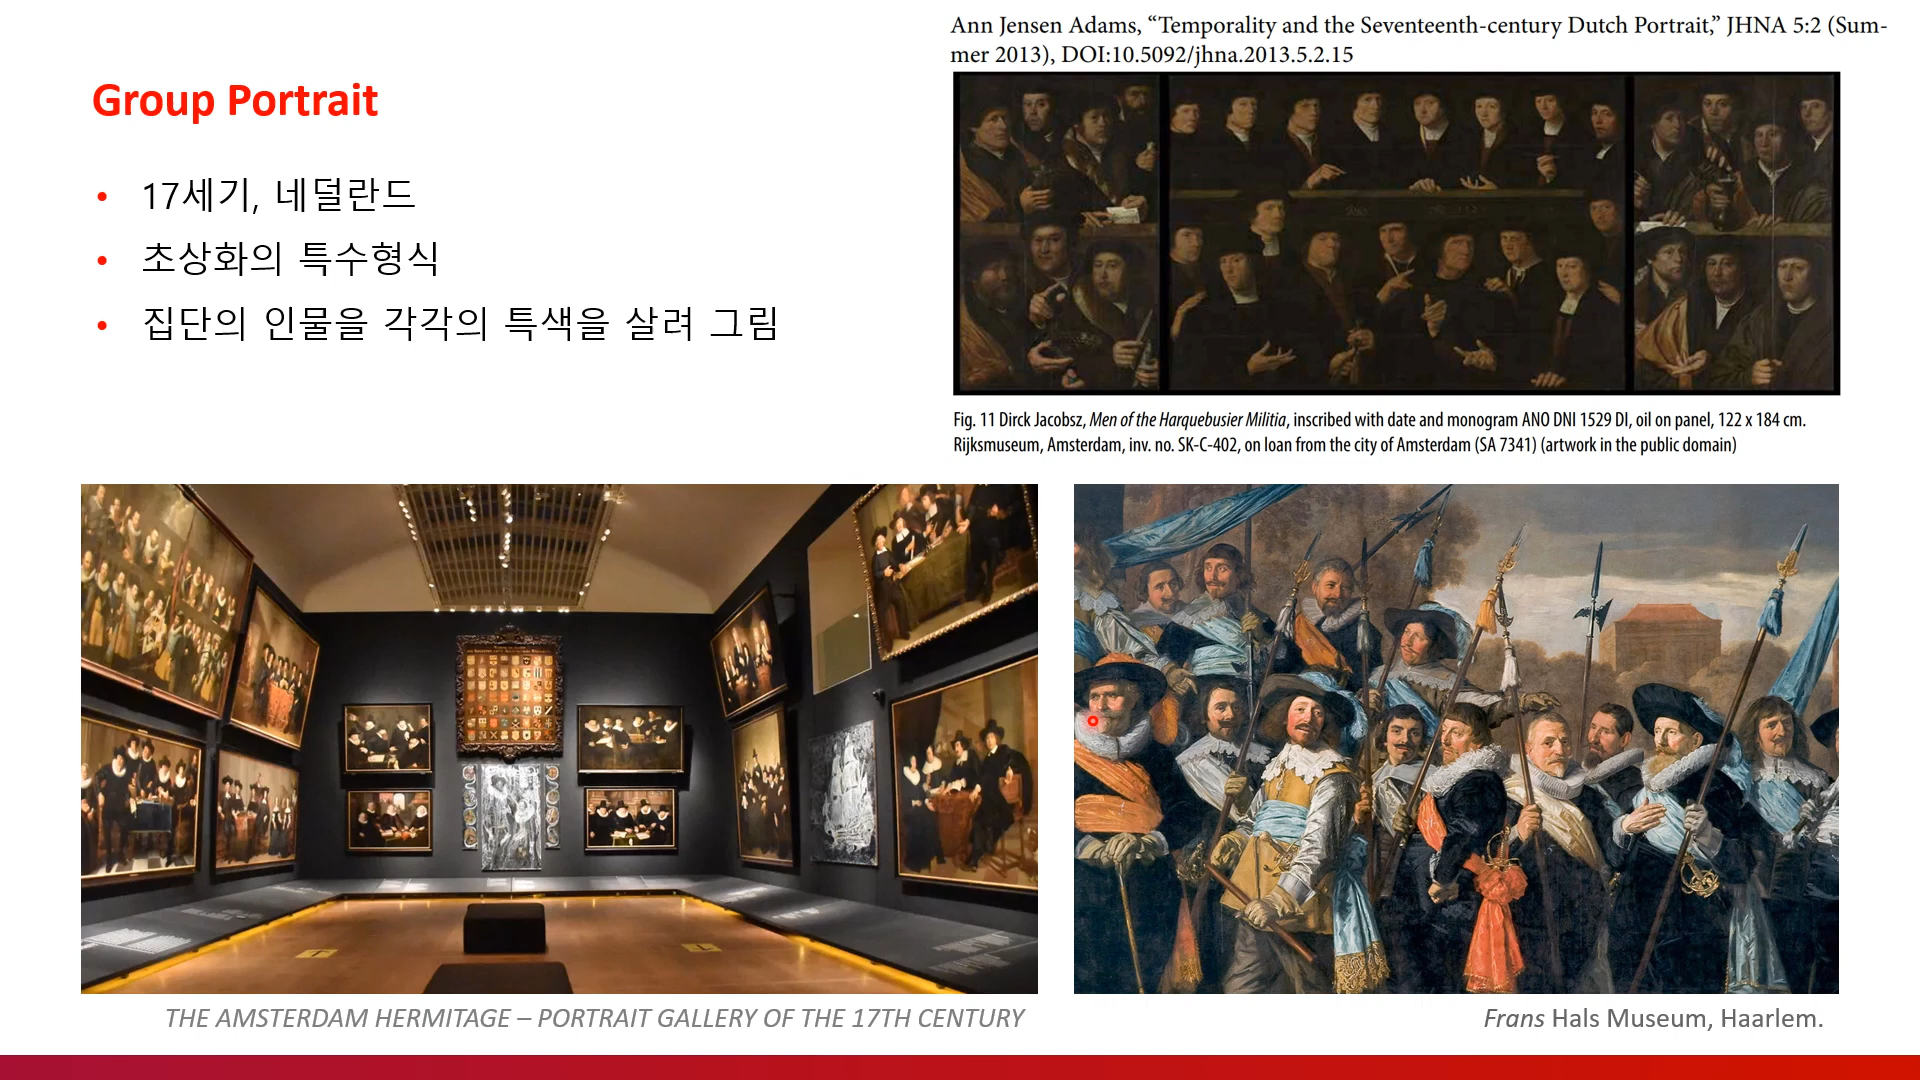 Group Portrait
• 17세기, 네덜란드
• 초상화의 특수형식
• 집단의 인물을 각각의 특색을 살려 그림
Ann Jensen Adams, “Temporality and the Seventeenth-century Dutch Portrait,” JHNA 5:2 (Sum-
mer 2013), DOI:10.5092/jhna.2013.5.2.15
Fig. 11 Dirck Jacobsz, Men of the Harquebusier Militia, inscribed with date and monogram ANO DNI 1529 DI, oil on panel, 122 x 184 cm.
Rijksmuseum, Amsterdam, inv. no. SK-C-402, on loan from the city of Amsterdam (SA 7341) (artwork in the public domain)
THE AMSTERDAM HERMITAGE – PORTRAIT GALLERY OF THE 17TH CENTURY
Frans Hals Museum, Haarlem.